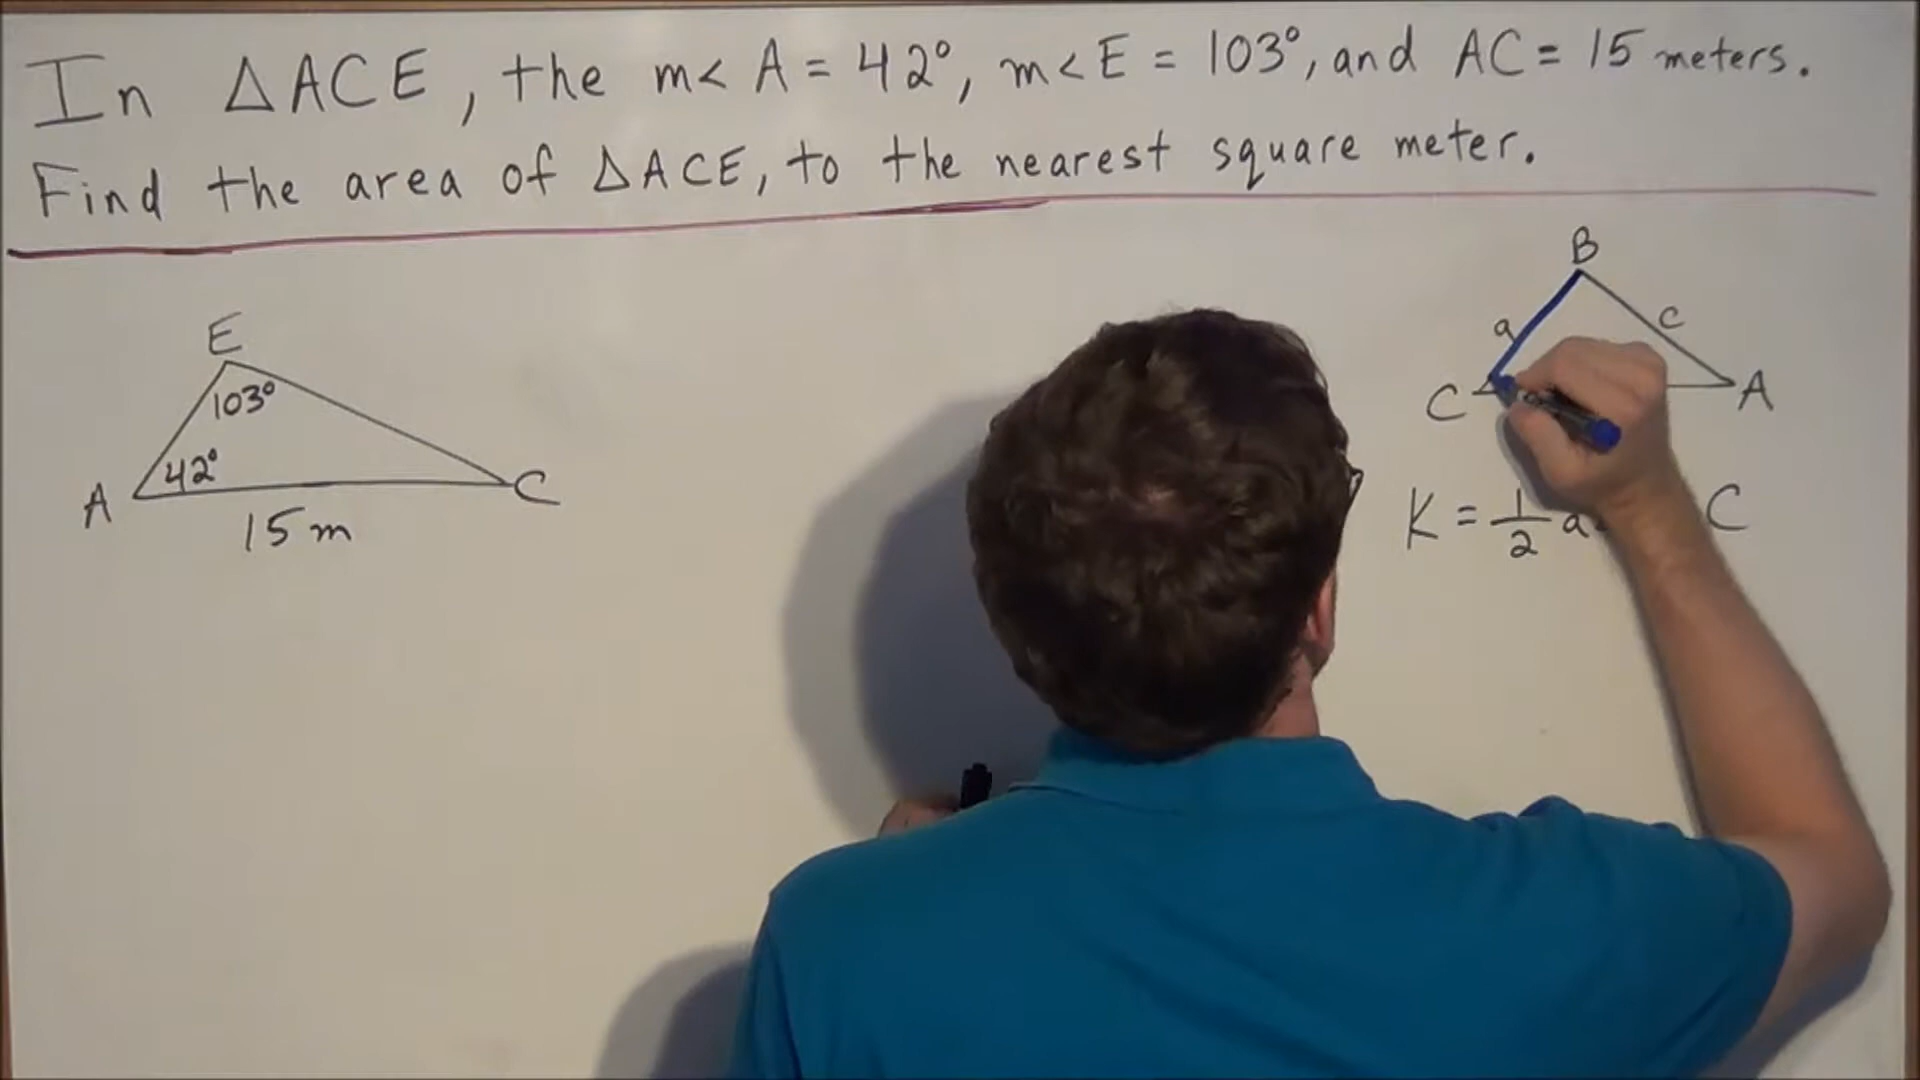 In △ACE, the m< A = 42°, m<E = 103°, and AC = 15 meters.
Find the area of △ACE, to the nearest square meter.
E
103°
42°
A
C
15 m
B
a
c
C
A
K = 1/2 a C